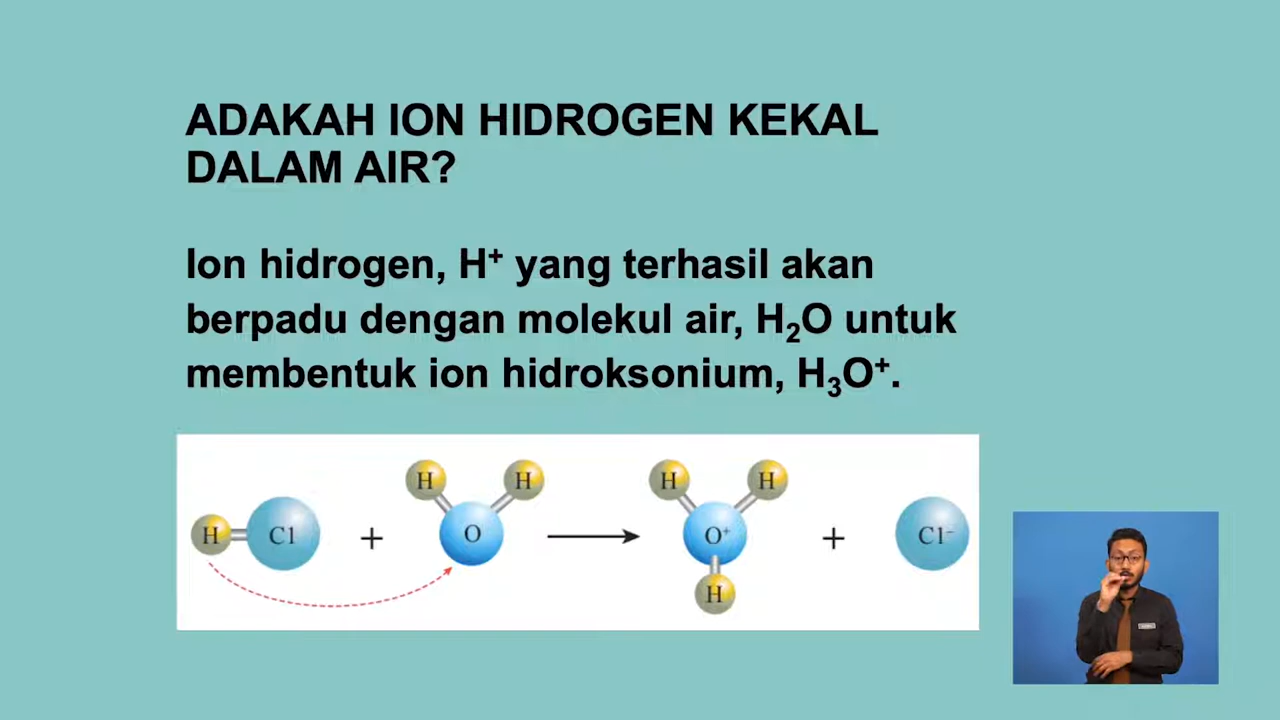 ADAKAH ION HIDROGEN KEKAL
DALAM AIR?
Ion hidrogen, H⁺ yang terhasil akan
berpadu dengan molekul air, H₂O untuk
membentuk ion hidroksonium, H₃O⁺.
H Cl + H O H → H O⁺ H H + Cl⁻